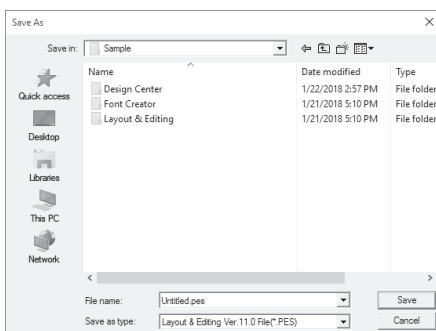 Save As
Save in: Sample
Name Date modified Type
Design Center 1/22/2018 2:57 PM File folder
Font Creator 1/21/2018 5:10 PM File folder
Layout & Editing 1/21/2018 5:10 PM File folder
Quick access
Desktop
Libraries
This PC
Network
File name: Untitled.pes Save
Save as type: Layout & Editing Ver.11.0 File(*.PES) Cancel